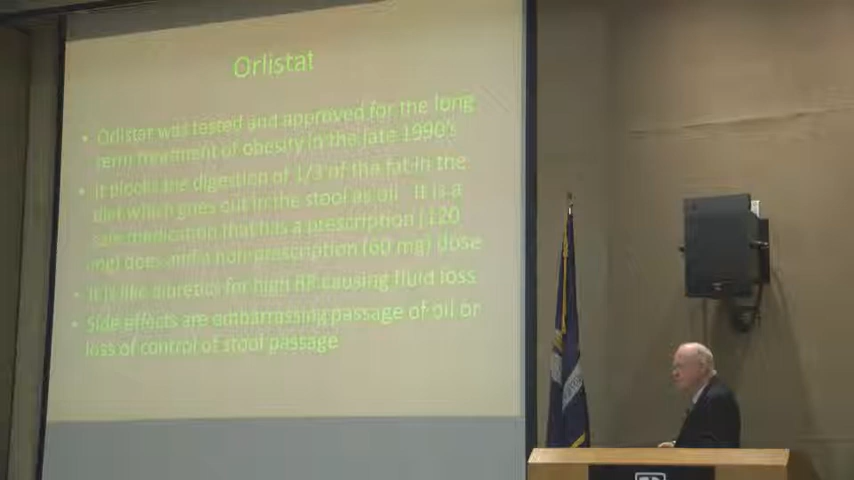 Orlistat
• Orlistat was tested and approved for the long
term treatment of obesity in the late 1990's
• It blocks the digestion of 1/3 of the fat in the
diet which goes out in the stool as oil It is a
safe medication that has a prescription (120
mg) does and a nonprescription (60 mg) dose
• It is like diuretics for high BP causing fluid loss
• Side effects are embarrassing passage of oil or
loss of control of stool passage